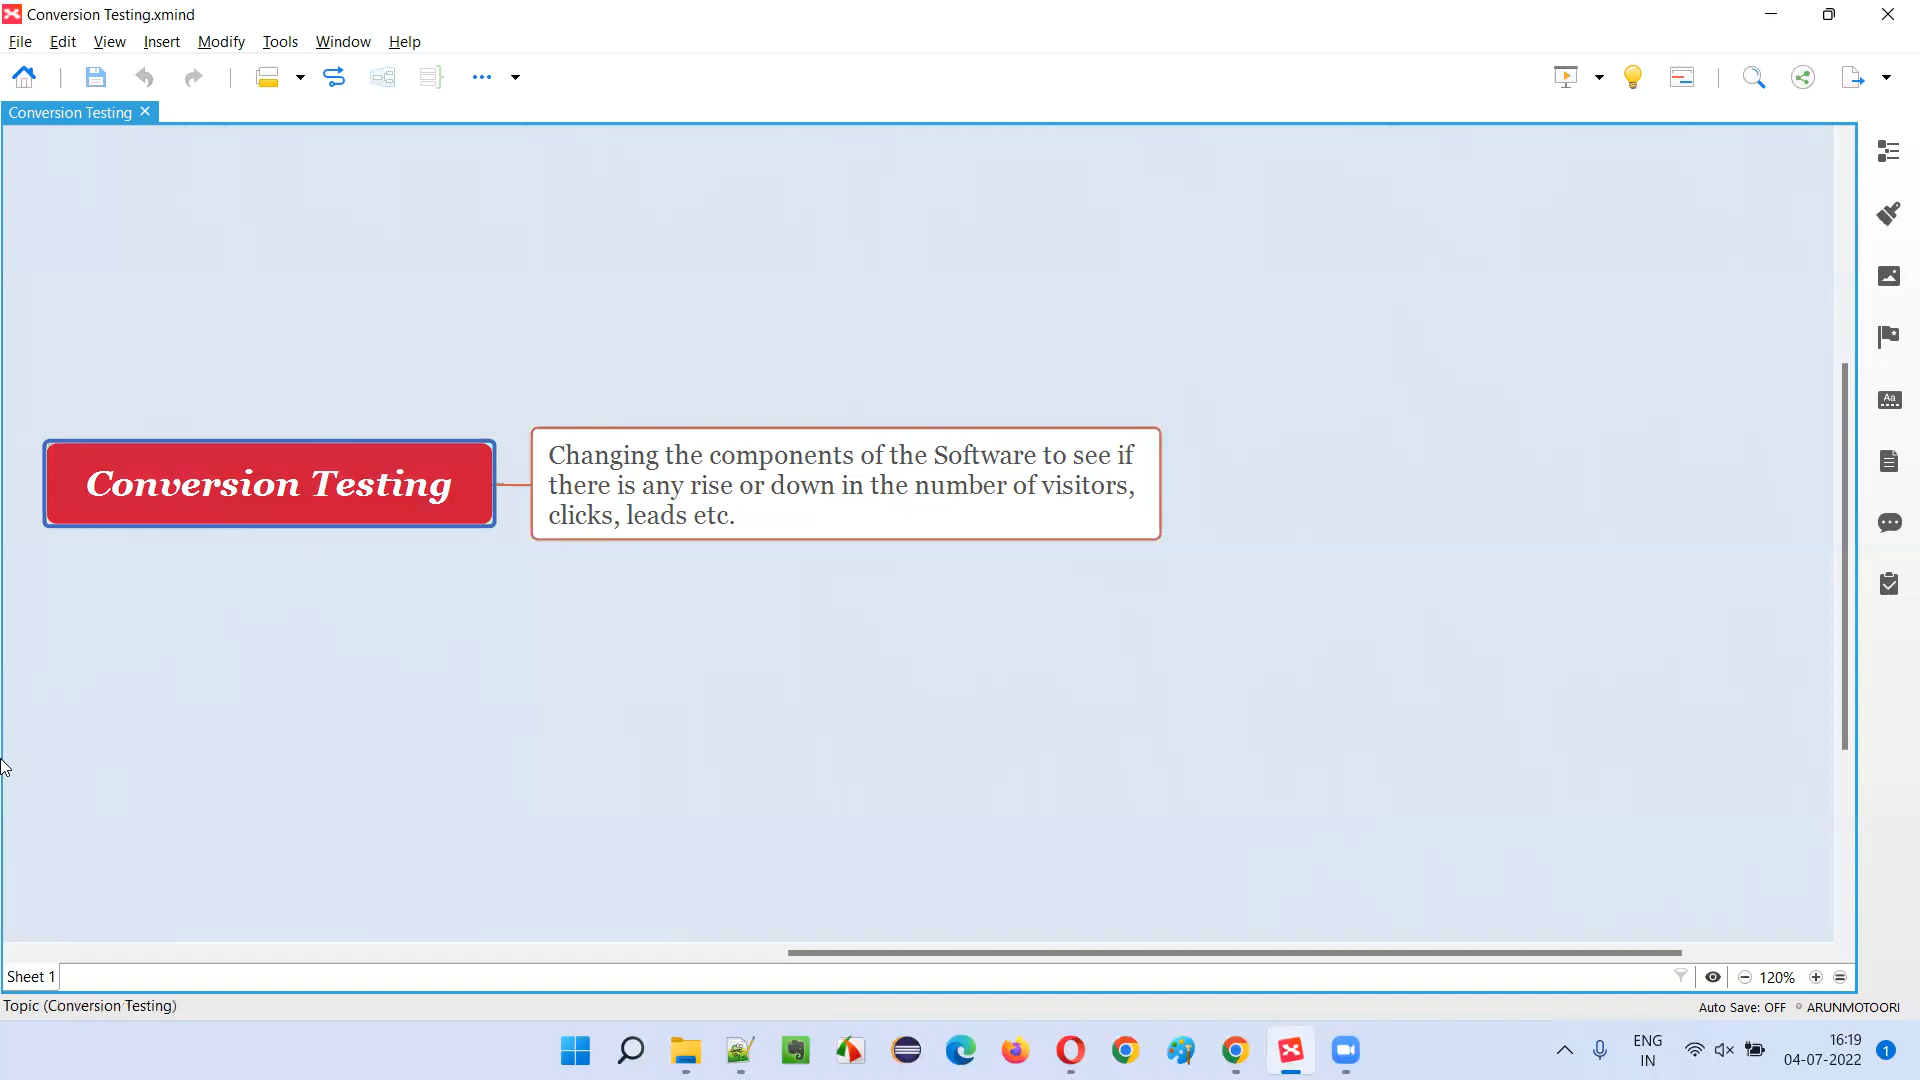 Conversion Testing.xmind
File Edit View Insert Modify Tools Window Help
Conversion Testing
Conversion Testing
Changing the components of the Software to see if
there is any rise or down in the number of visitors,
clicks, leads etc.
Aa
Sheet 1
120%
Topic (Conversion Testing)
Auto Save: OFF
ARUNMOTOORI
ENG
IN
16:19
04-07-2022
1